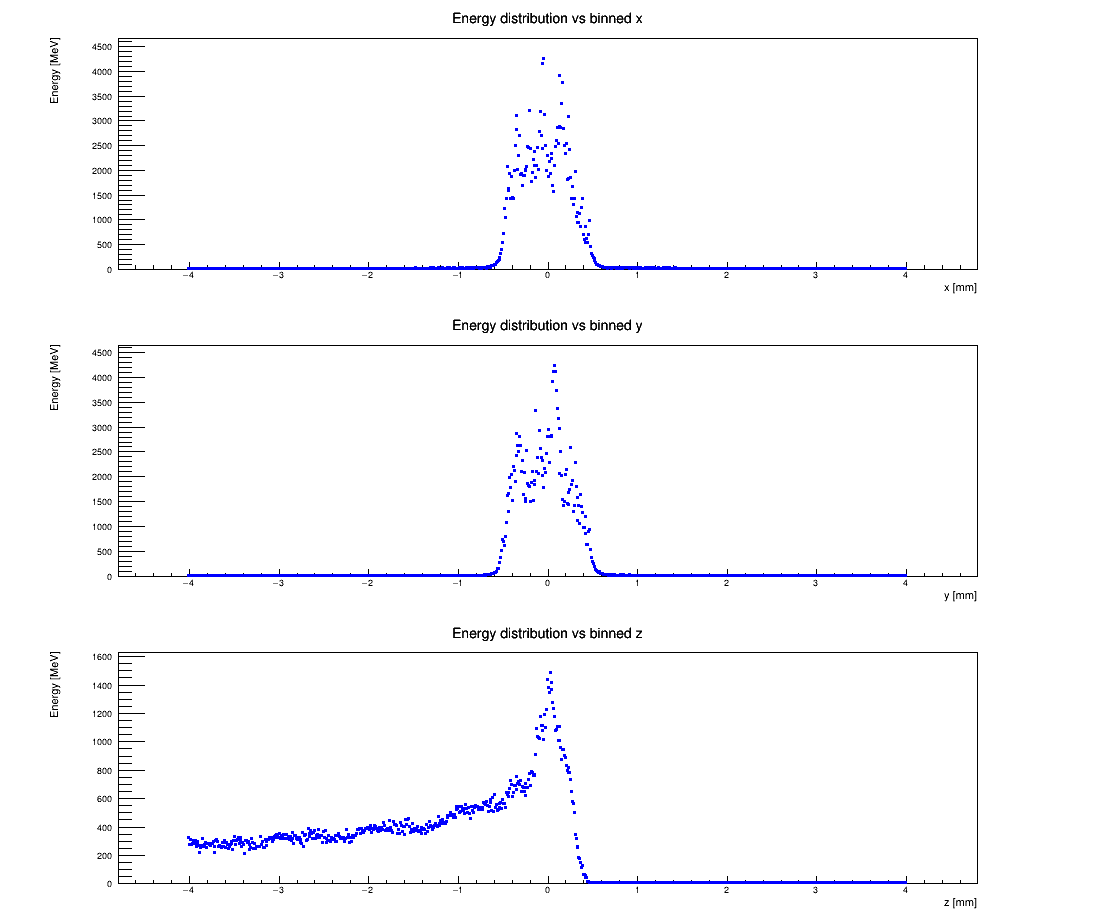 Energy distribution vs binned x
Energy [MeV]
4500
4000
3500
3000
2500
2000
1500
1000
500
0
−4 −3 −2 −1 0 1 2 3 4
x [mm]
Energy distribution vs binned y
Energy [MeV]
4500
4000
3500
3000
2500
2000
1500
1000
500
0
−4 −3 −2 −1 0 1 2 3 4
y [mm]
Energy distribution vs binned z
Energy [MeV]
1600
1400
1200
1000
800
600
400
200
0
−4 −3 −2 −1 0 1 2 3 4
z [mm]